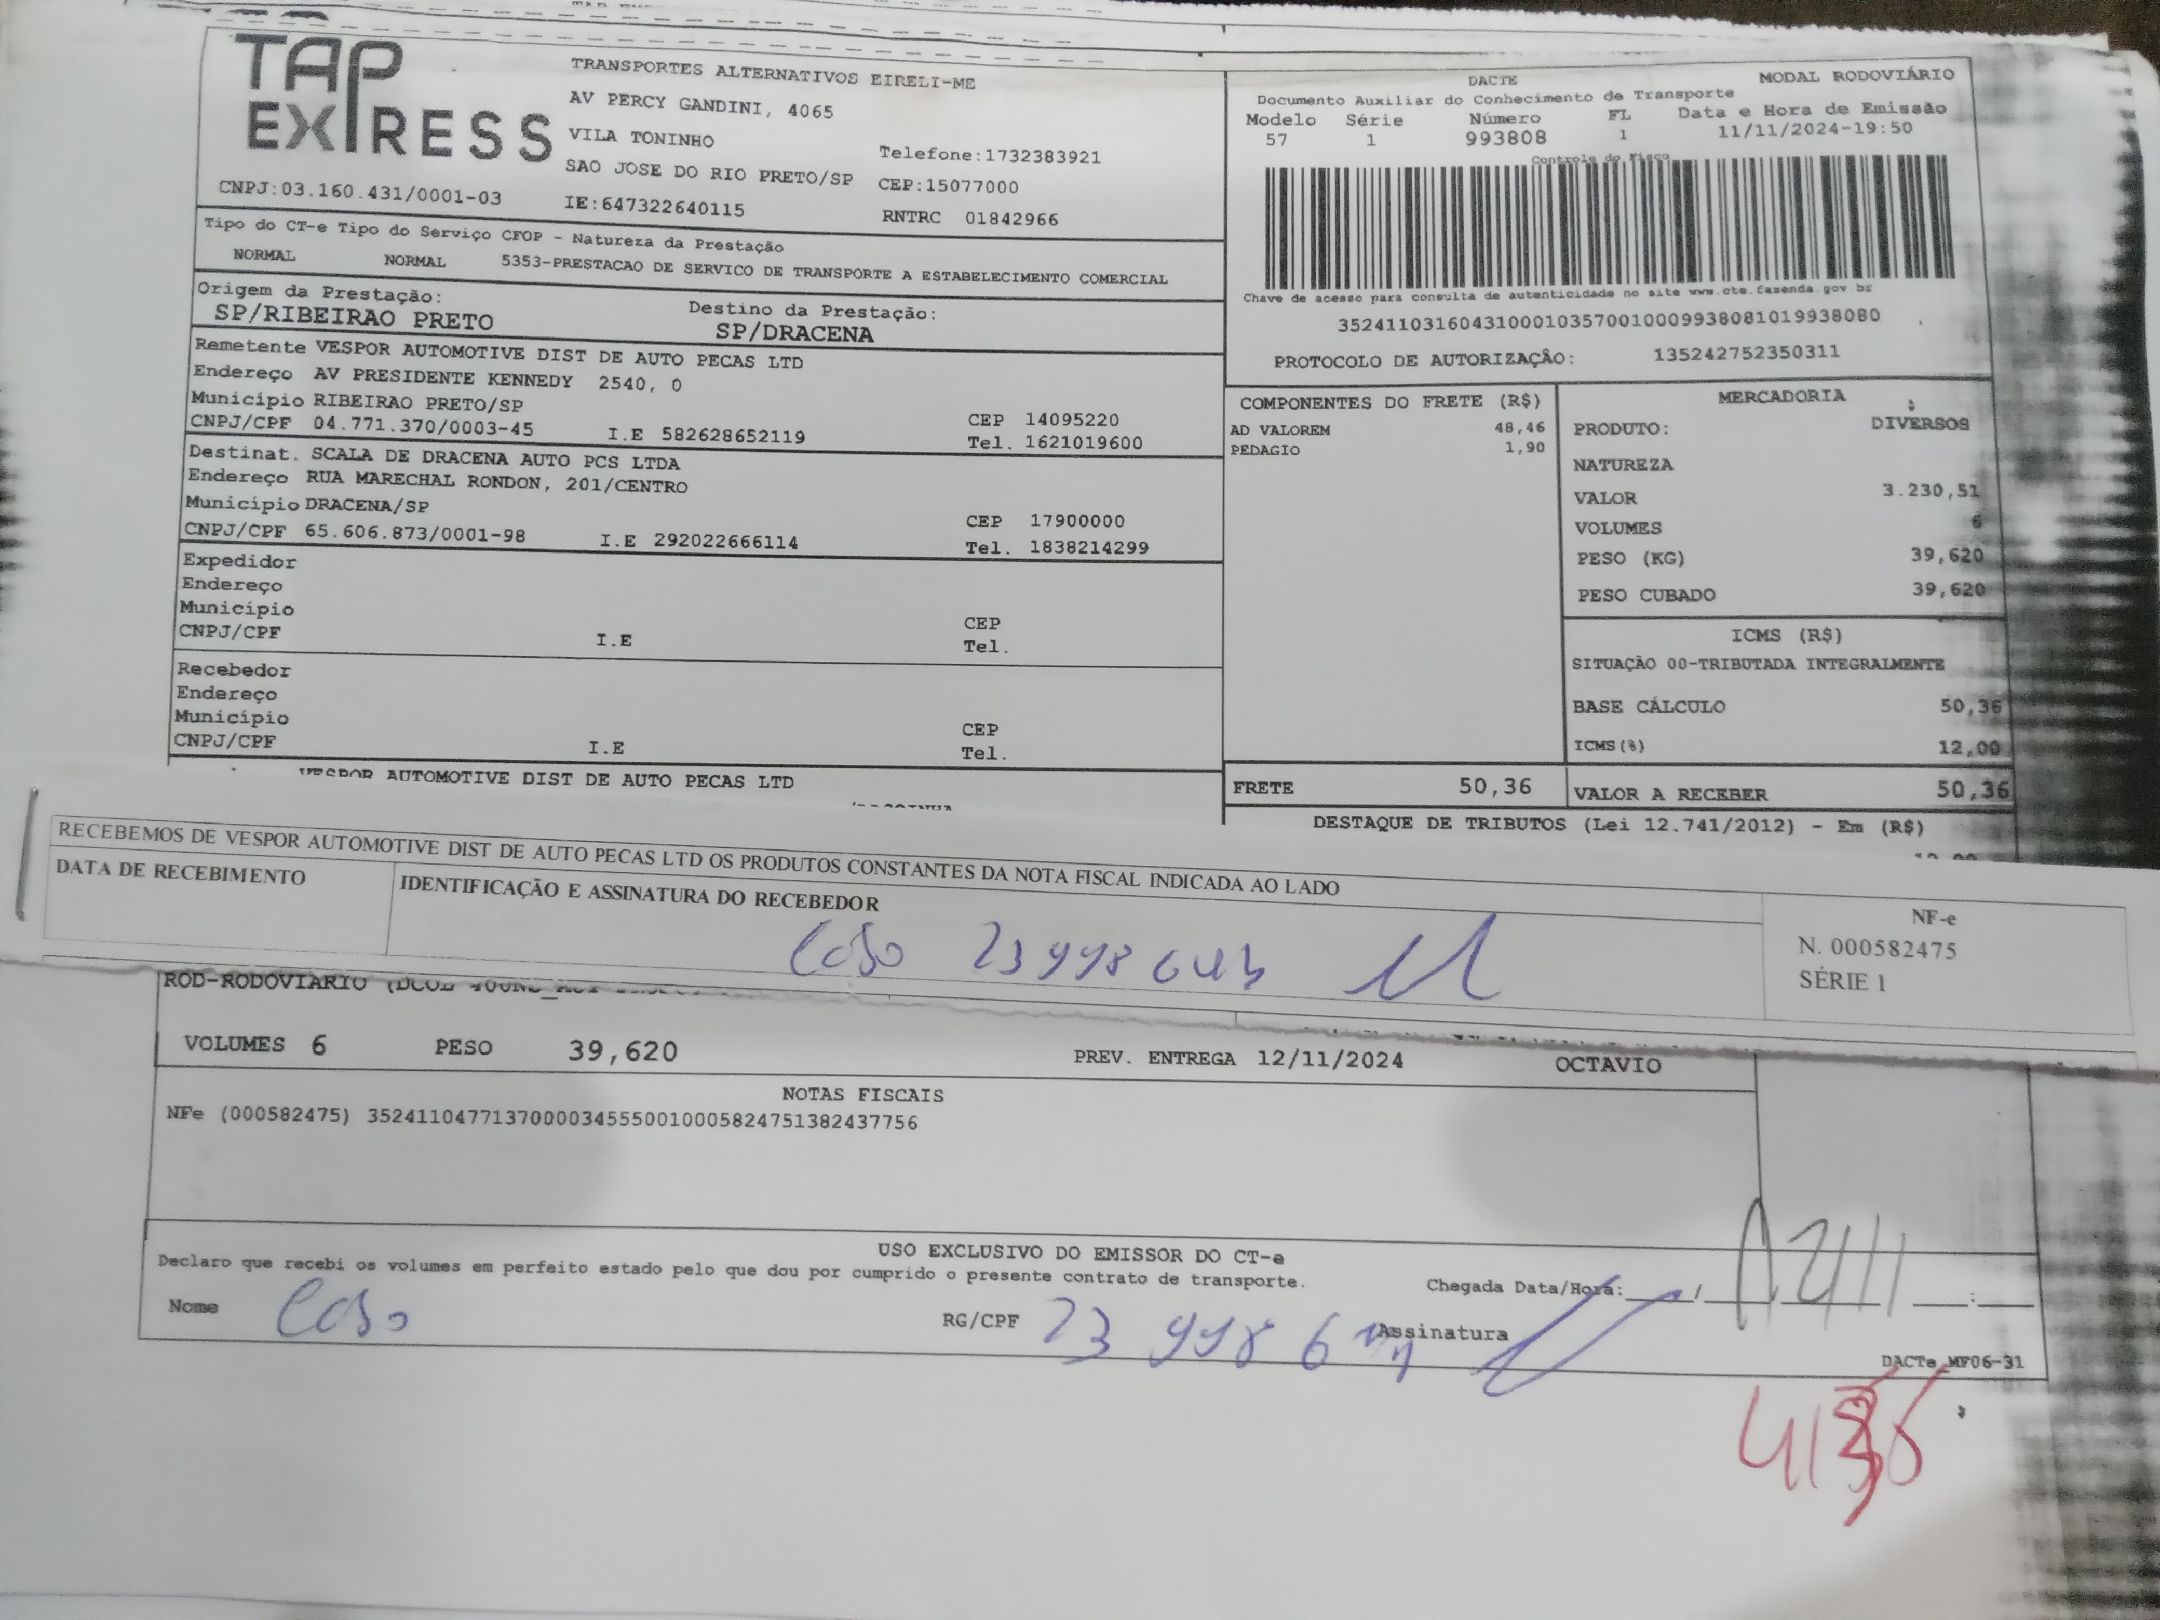 TAP EXPRESS
TRANSPORTES ALTERNATIVOS EIRELI-ME
AV PERCY GANDINI, 4065
VILA TONINHO
Telefone:1732383921
SAO JOSE DO RIO PRETO/SP CEP:15077000
CNPJ:03.160.431/0001-03 IE:647322640115 RNTRC 01842966
Tipo do CT-e Tipo do Serviço CFOP - Natureza da Prestação
NORMAL NORMAL 5353-PRESTACAO DE SERVICO DE TRANSPORTE A ESTABELECIMENTO COMERCIAL
Origem da Prestação: Destino da Prestação:
SP/RIBEIRAO PRETO SP/DRACENA
Remetente VESPOR AUTOMOTIVE DIST DE AUTO PECAS LTD
Endereço AV PRESIDENTE KENNEDY 2540, 0
Município RIBEIRAO PRETO/SP CEP 14095220
CNPJ/CPF 04.771.370/0003-45 I.E 582628652119 Tel. 1621019600
Destinat. SCALA DE DRACENA AUTO PCS LTDA
Endereço RUA MARECHAL RONDON, 201/CENTRO
Município DRACENA/SP CEP 17900000
CNPJ/CPF 65.606.873/0001-98 I.E 292022666114 Tel. 1838214299
Expedidor
Endereço
Município CEP
CNPJ/CPF I.E Tel.
Recebedor
Endereço
Município CEP
CNPJ/CPF I.E Tel.
VESPOR AUTOMOTIVE DIST DE AUTO PECAS LTD
DACTE MODAL RODOVIÁRIO
Documento Auxiliar do Conhecimento de Transporte
Modelo Série Número FL Data e Hora de Emissão
57 1 993808 1 11/11/2024-19:50
Controle do Fisco
Chave de acesso para consulta de autenticidade no site www.cte.fazenda.gov.br
35241103160431000103570010009938081019938080
PROTOCOLO DE AUTORIZAÇÃO: 135242752350311
COMPONENTES DO FRETE (R$)
AD VALOREM 48,46
PEDAGIO 1,90
MERCADORIA
PRODUTO: DIVERSOS
NATUREZA
VALOR 3.230,51
VOLUMES 6
PESO (KG) 39,620
PESO CUBADO 39,620
ICMS (R$)
SITUAÇÃO 00-TRIBUTADA INTEGRALMENTE
BASE CÁLCULO 50,36
ICMS(%) 12,00
FRETE 50,36 VALOR A RECEBER 50,36
DESTAQUE DE TRIBUTOS (Lei 12.741/2012) - Em (R$)
RECEBEMOS DE VESPOR AUTOMOTIVE DIST DE AUTO PECAS LTD OS PRODUTOS CONSTANTES DA NOTA FISCAL INDICADA AO LADO
DATA DE RECEBIMENTO IDENTIFICAÇÃO E ASSINATURA DO RECEBEDOR
NF-e
N. 000582475
SÉRIE 1
ROD-RODOVIARIO
VOLUMES 6 PESO 39,620 PREV. ENTREGA 12/11/2024 OCTAVIO
NOTAS FISCAIS
NFe (000582475) 35241104771370000345550010005824751382437756
USO EXCLUSIVO DO EMISSOR DO CT-e
Declaro que recebi os volumes em perfeito estado pelo que dou por cumprido o presente contrato de transporte.
Chegada Data/Hora:
Nome RG/CPF Assinatura
DACTe MF06-31